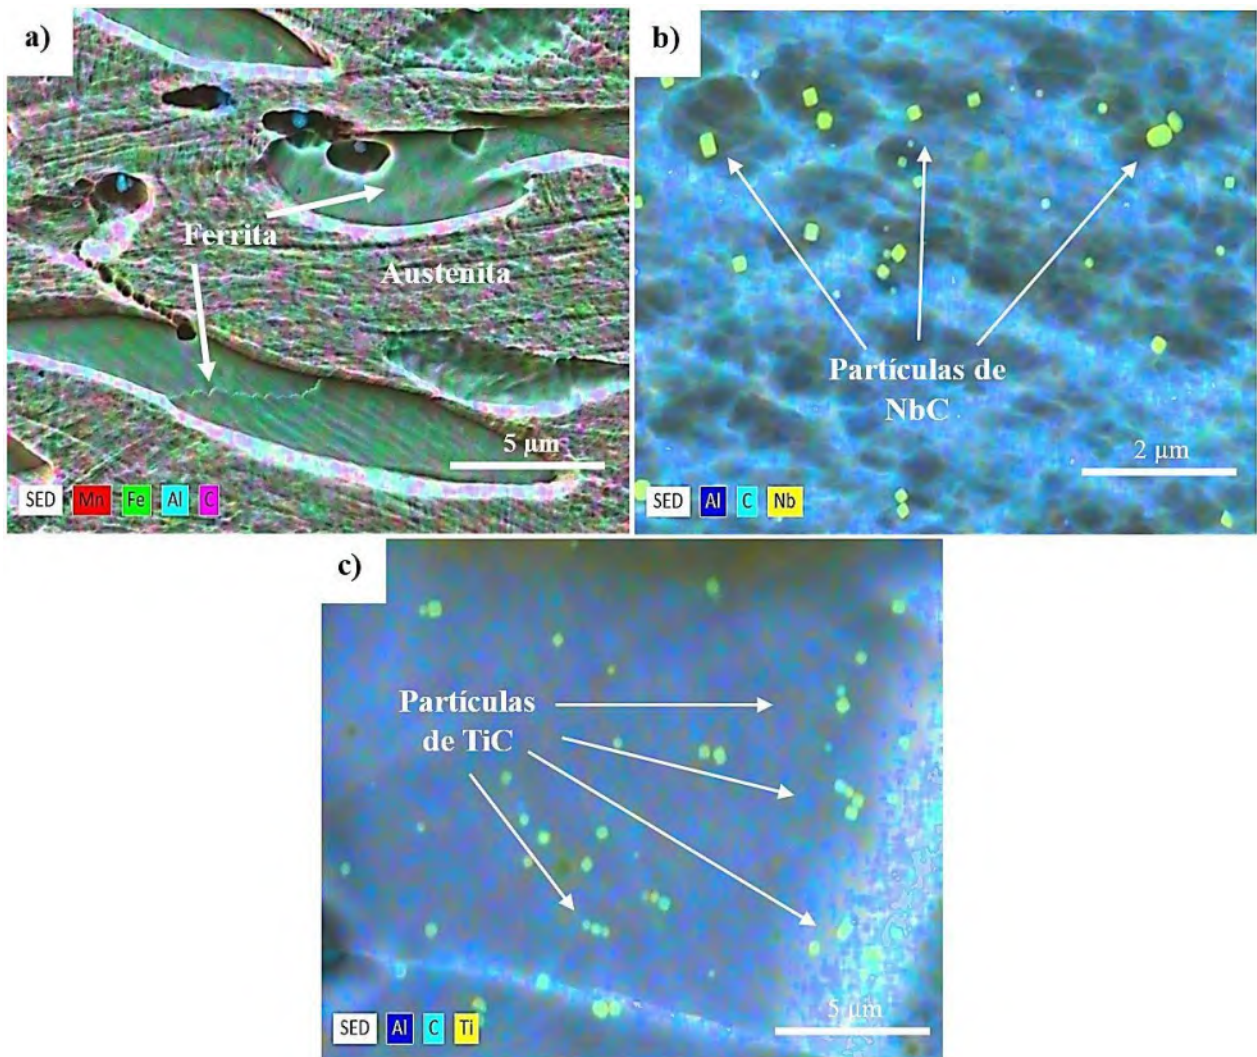 a)
Ferrita
Austenita
5 µm
SED Mn Fe Al C
b)
Partículas de
NbC
2 µm
SED Al C Nb
c)
Partículas
de TiC
5 µm
SED Al C Ti